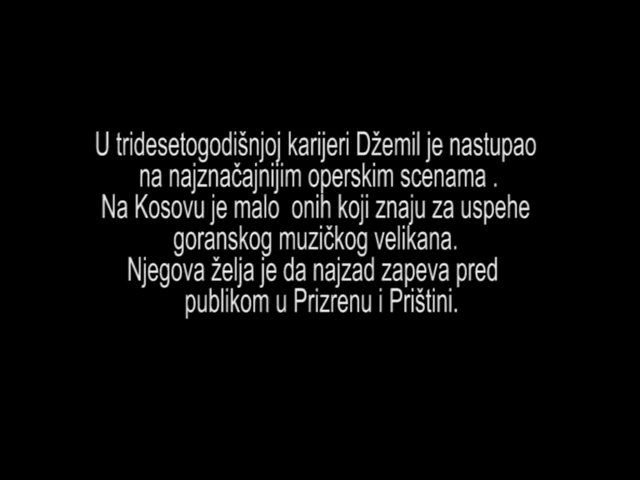 U tridesetogodišnjoj karijeri Džemil je nastupao
na najznačajnijim operskim scenama .
Na Kosovu je malo onih koji znaju za uspehe
goranskog muzičkog velikana.
Njegova želja je da najzad zapeva pred
publikom u Prizrenu i Prištini.